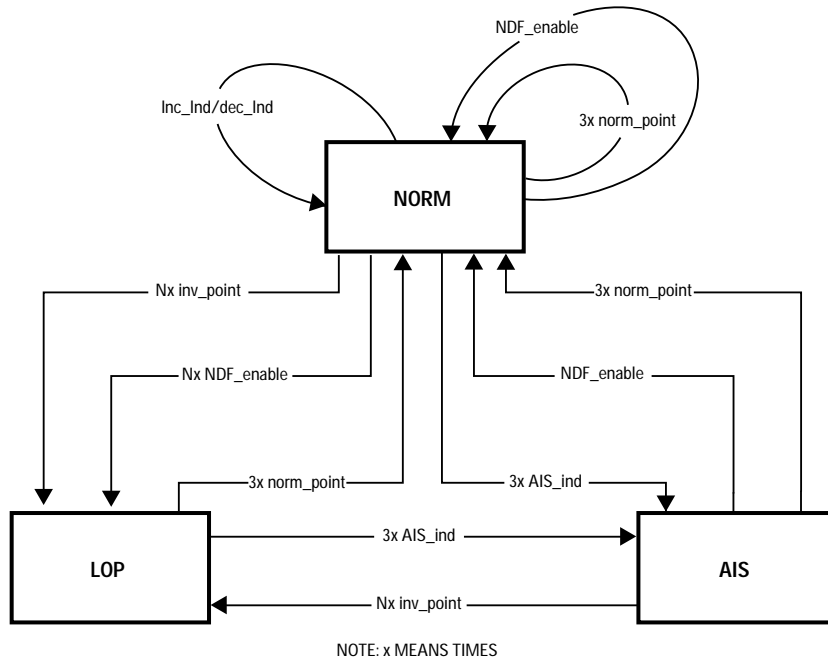 NDF_enable
Inc_Ind/dec_Ind
3x norm_point
NORM
Nx inv_point
3x norm_point
Nx NDF_enable
NDF_enable
3x norm_point
3x AIS_ind
LOP
3x AIS_ind
AIS
Nx inv_point
NOTE: x MEANS TIMES